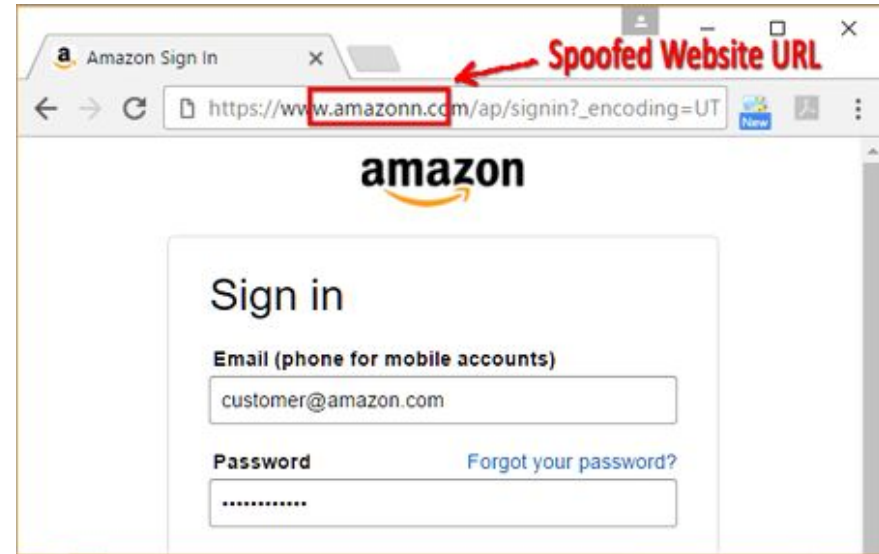 Amazon Sign In
Spoofed Website URL
https://www.amazonn.com/ap/signin?_encoding=UT
New
amazon
Sign in
Email (phone for mobile accounts)
customer@amazon.com
Password Forgot your password?
••••••••••••